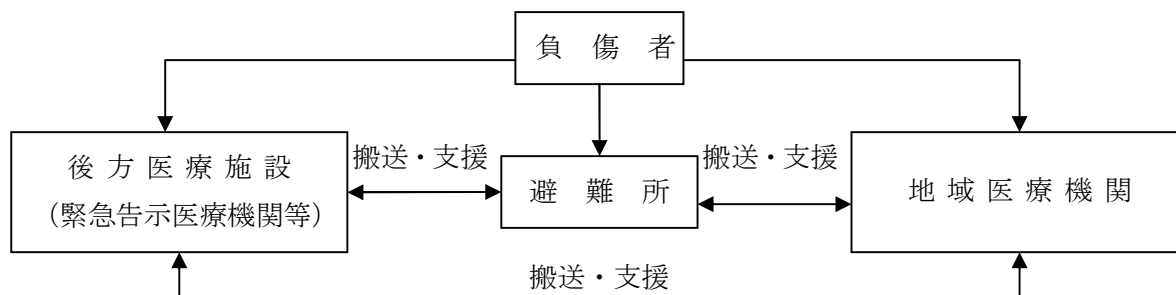 負傷者
搬送・支援
搬送・支援
後方医療施設
（緊急告示医療機関等）
避難所
地域医療機関
搬送・支援